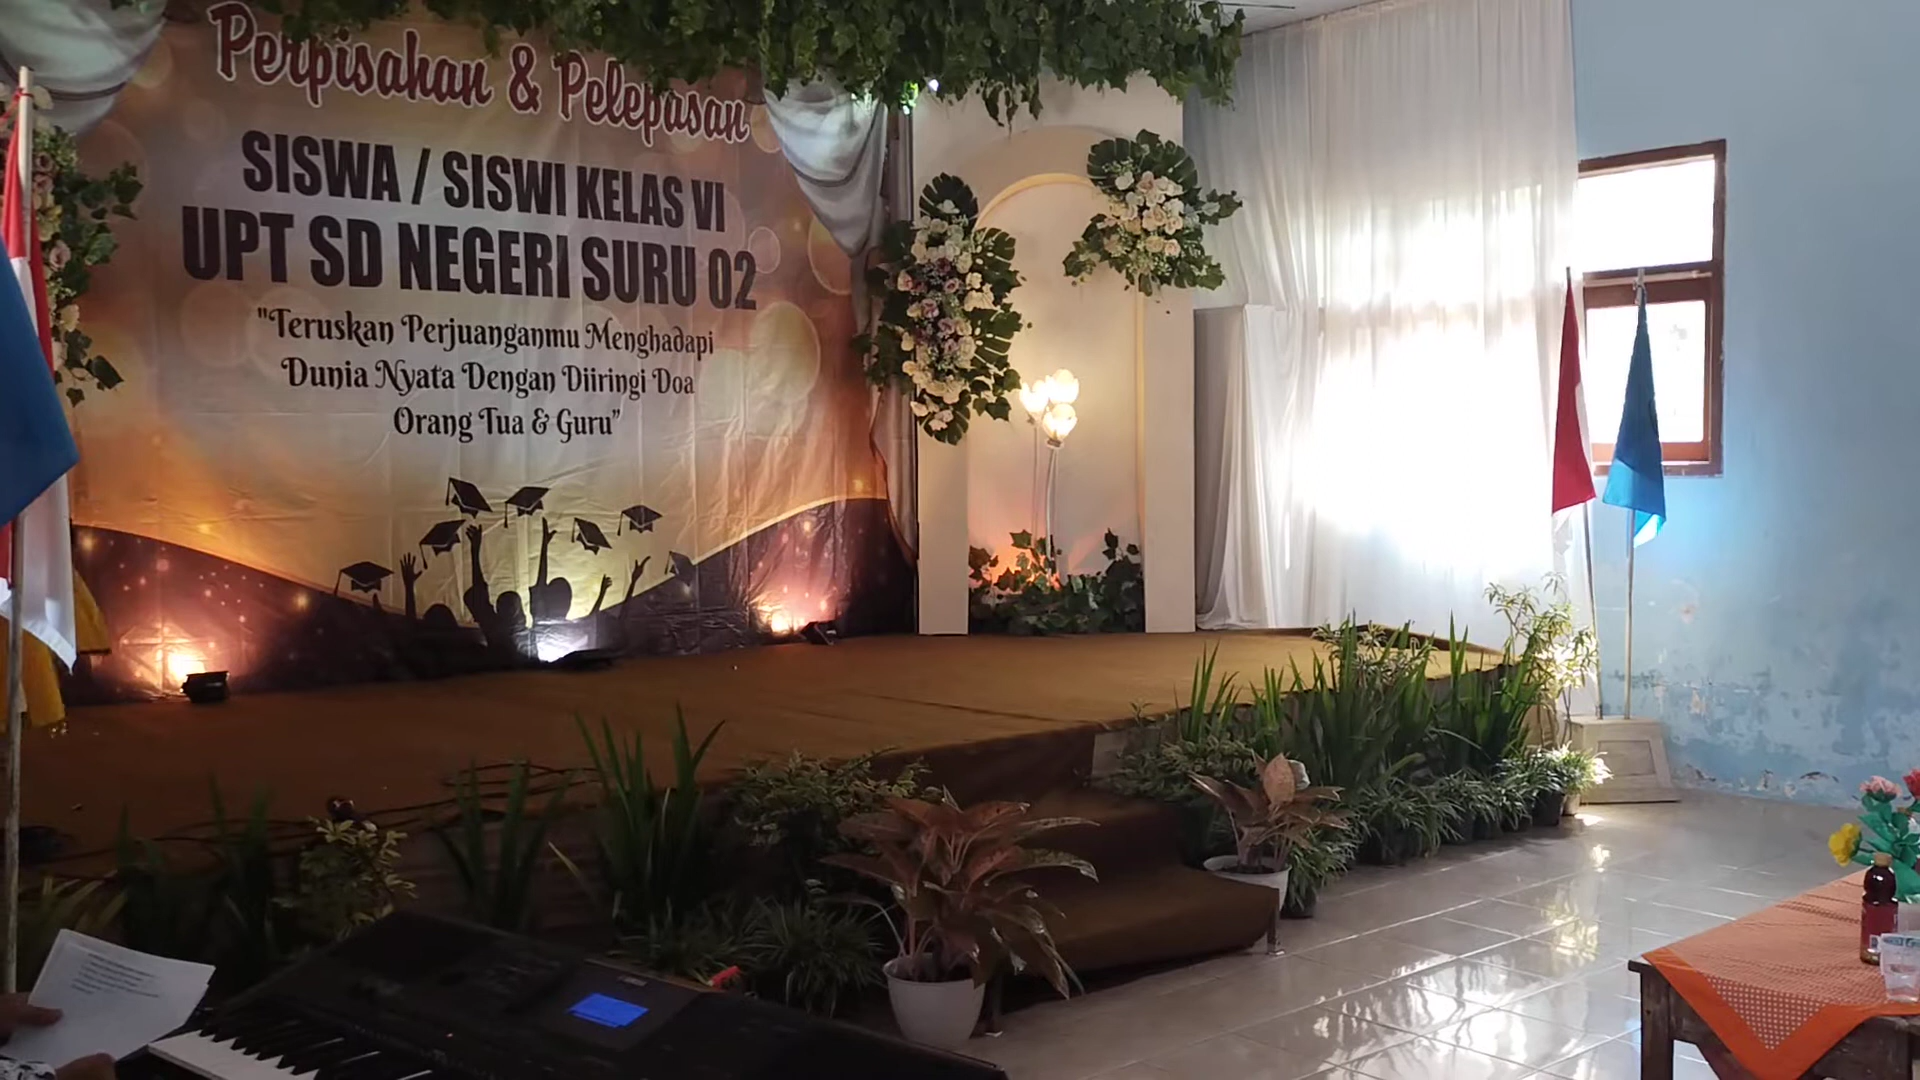 Perpisahan & Pelepasan
SISWA / SISWI KELAS VI
UPT SD NEGERI SURU 02
"Teruskan Perjuanganmu Menghadapi
Dunia Nyata Dengan Diiringi Doa
Orang Tua & Guru"